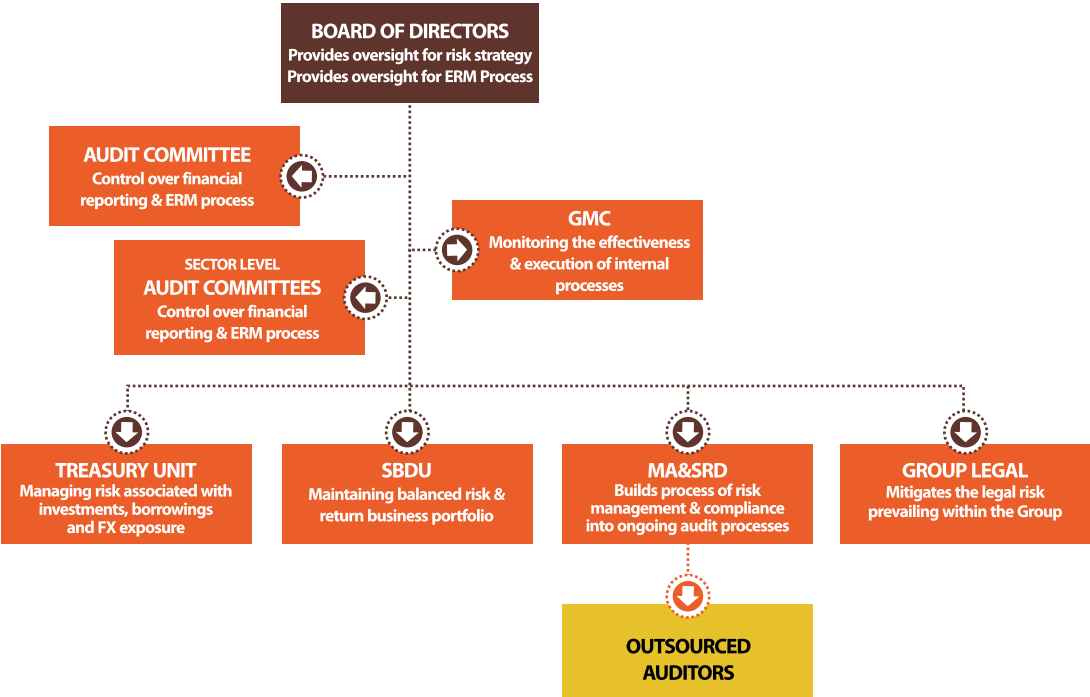 BOARD OF DIRECTORS
Provides oversight for risk strategy
Provides oversight for ERM Process
AUDIT COMMITTEE
Control over financial
reporting & ERM process
GMC
Monitoring the effectiveness
& execution of internal
processes
SECTOR LEVEL
AUDIT COMMITTEES
Control over financial
reporting & ERM process
TREASURY UNIT
Managing risk associated with
investments, borrowings
and FX exposure
SBDU
Maintaining balanced risk &
return business portfolio
MA&SRD
Builds process of risk
management & compliance
into ongoing audit processes
GROUP LEGAL
Mitigates the legal risk
prevailing within the Group
OUTSOURCED
AUDITORS